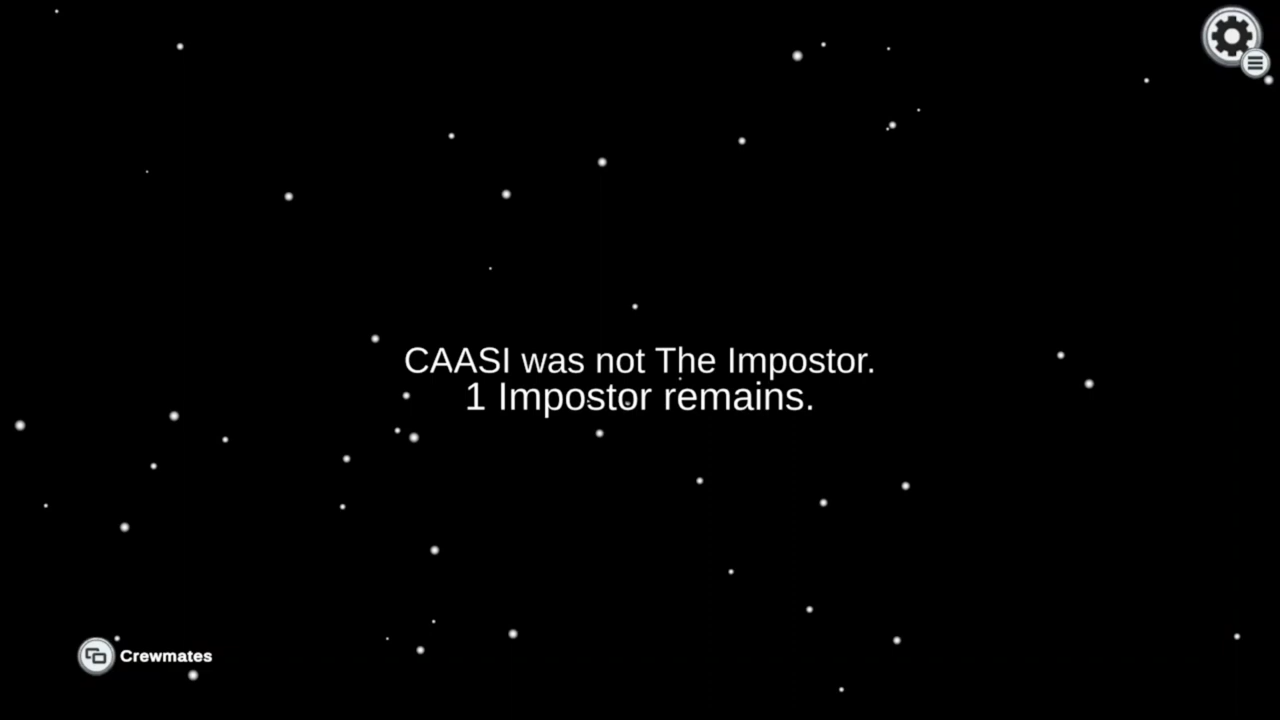 CAASI was not The Impostor.
1 Impostor remains.
Crewmates